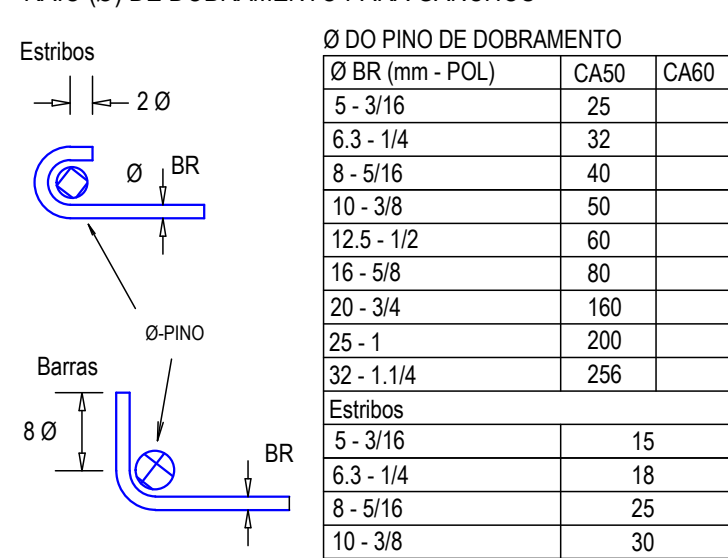 Estribos
2 Ø
Ø BR
Ø-PINO
Barras
8 Ø
BR
Ø DO PINO DE DOBRAMENTO
Ø BR (mm - POL) CA50 CA60
5 - 3/16 25
6.3 - 1/4 32
8 - 5/16 40
10 - 3/8 50
12.5 - 1/2 60
16 - 5/8 80
20 - 3/4 160
25 - 1 200
32 - 1.1/4 256
Estribos
5 - 3/16 15
6.3 - 1/4 18
8 - 5/16 25
10 - 3/8 30